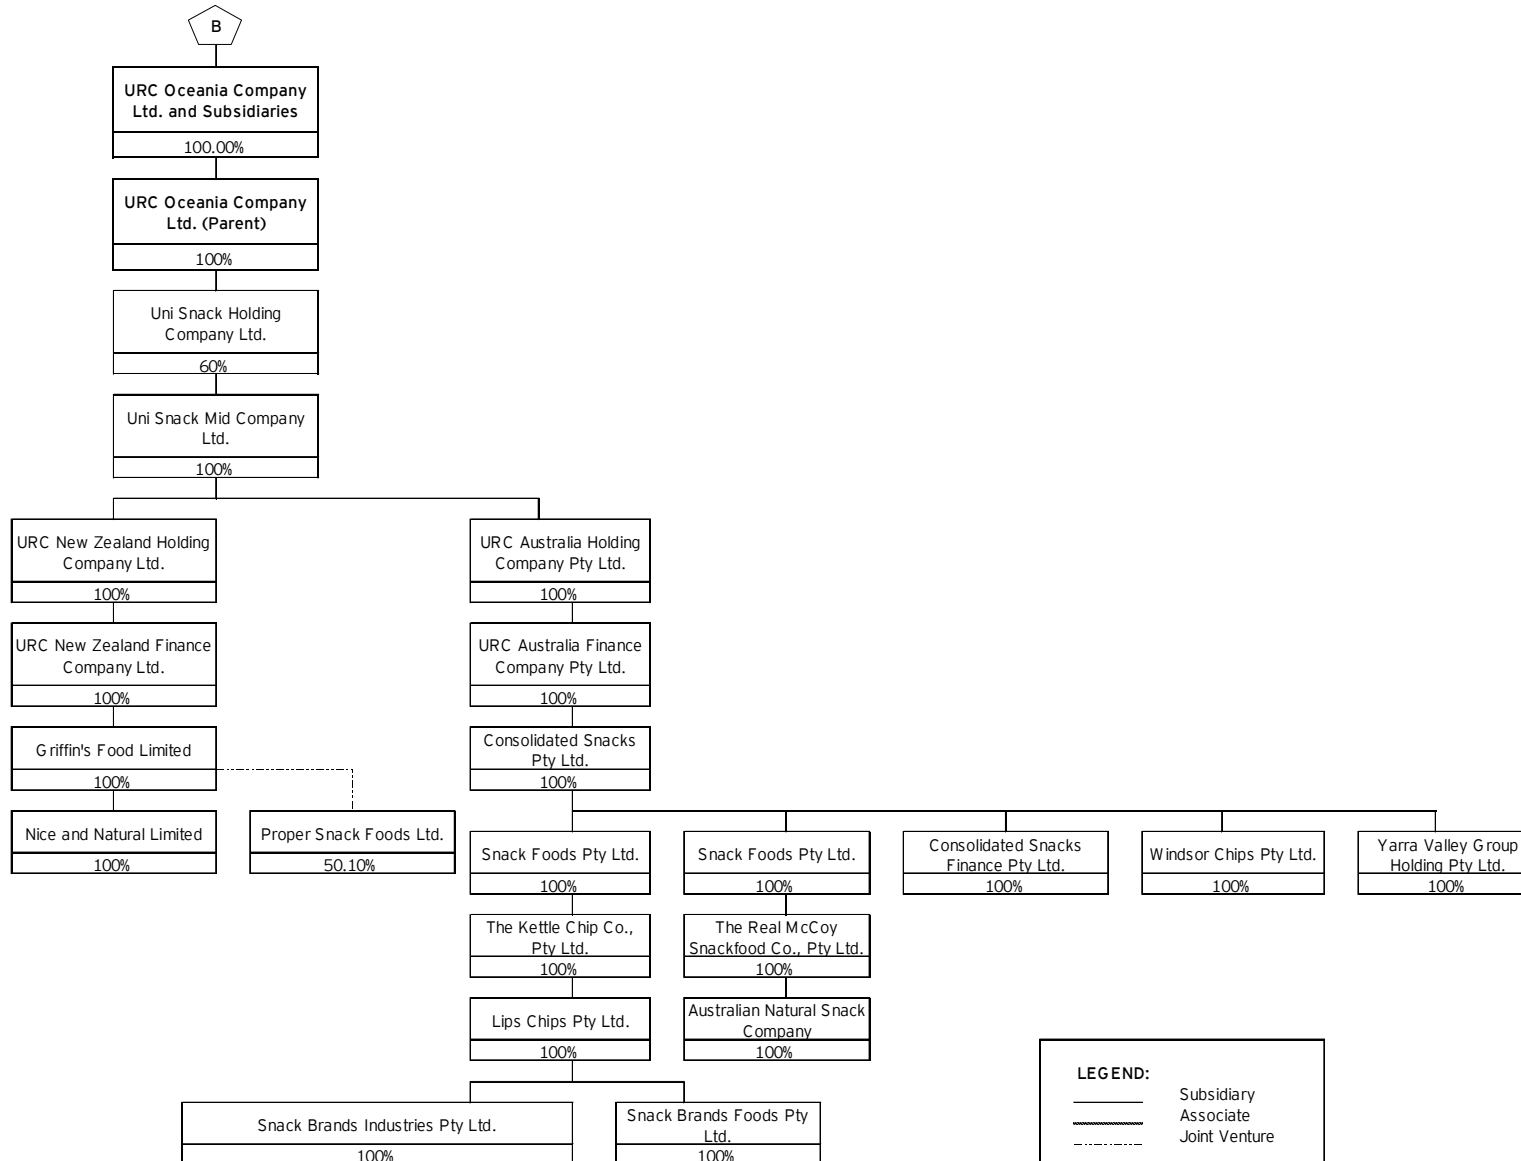 B
URC Oceania Company
Ltd. and Subsidiaries
100.00%
URC Oceania Company
Ltd. (Parent)
100%
Uni Snack Holding
Company Ltd.
60%
Uni Snack Mid Company
Ltd.
100%
URC New Zealand Holding
Company Ltd.
100%
URC Australia Holding
Company Pty Ltd.
100%
URC New Zealand Finance
Company Ltd.
100%
URC Australia Finance
Company Pty Ltd.
100%
Griffin's Food Limited
100%
Consolidated Snacks
Pty Ltd.
100%
Nice and Natural Limited
100%
Proper Snack Foods Ltd.
50.10%
Snack Foods Pty Ltd.
100%
Snack Foods Pty Ltd.
100%
Consolidated Snacks
Finance Pty Ltd.
100%
Windsor Chips Pty Ltd.
100%
Yarra Valley Group
Holding Pty Ltd.
100%
The Kettle Chip Co.,
Pty Ltd.
100%
The Real McCoy
Snackfood Co., Pty Ltd.
100%
Lips Chips Pty Ltd.
100%
Australian Natural Snack
Company
100%
Snack Brands Industries Pty Ltd.
100%
Snack Brands Foods Pty
Ltd.
100%
LEGEND:
Subsidiary
Associate
Joint Venture